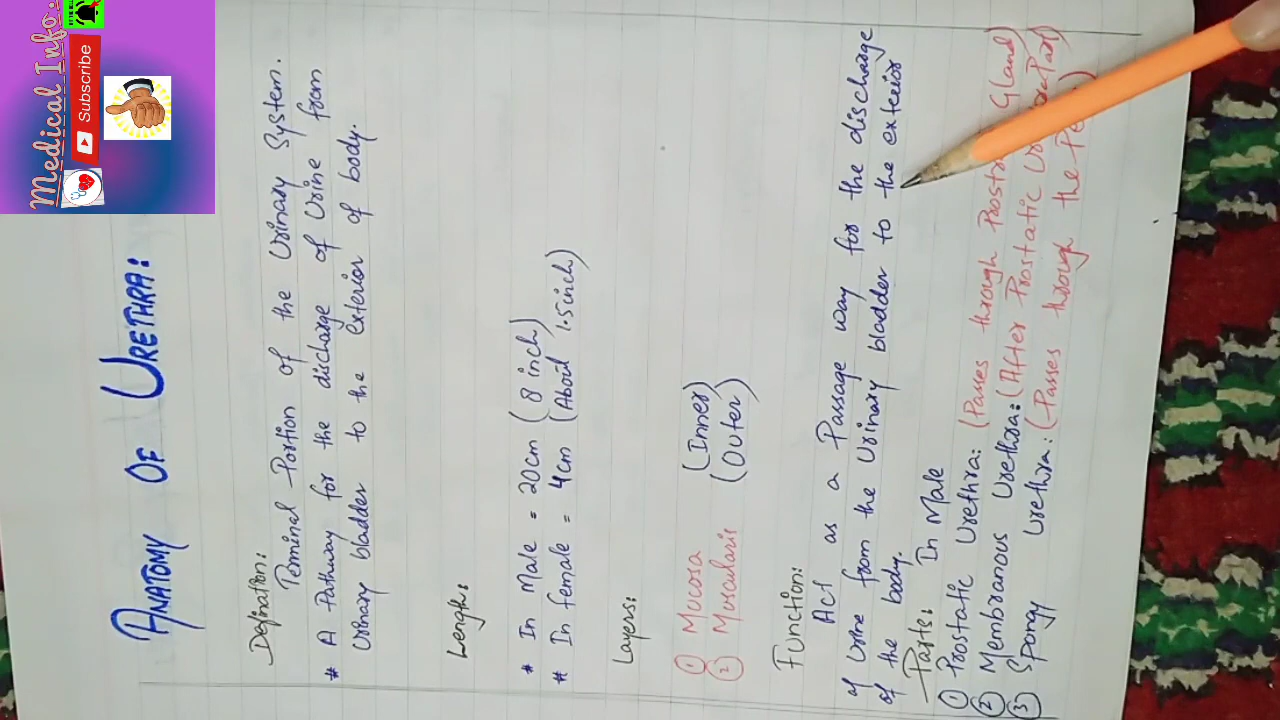 Medical Info.
Subscribe
ANATOMY OF URETHRA:
Defination:
Terminal Portion of the Urinary System.
# A Pathway for the discharge of Urine from
Urinary bladder to the exterior of body.
Length:
* In Male = 20cm (8 inch)
# In female = 4cm (About 1.5inch)
Layers:
① Mucosa (Inner)
② Muscularis (Outer)
Function:
Act as a Passage way for the discharge
of Urine from the Urinary bladder to the exterior
of the body.
Parts: In Male
① Prostatic Urethra: (Passes through Gland)
② Membranous Urethra: (After Prostatic Part)
③ Spongy Urethra: (Passes through the